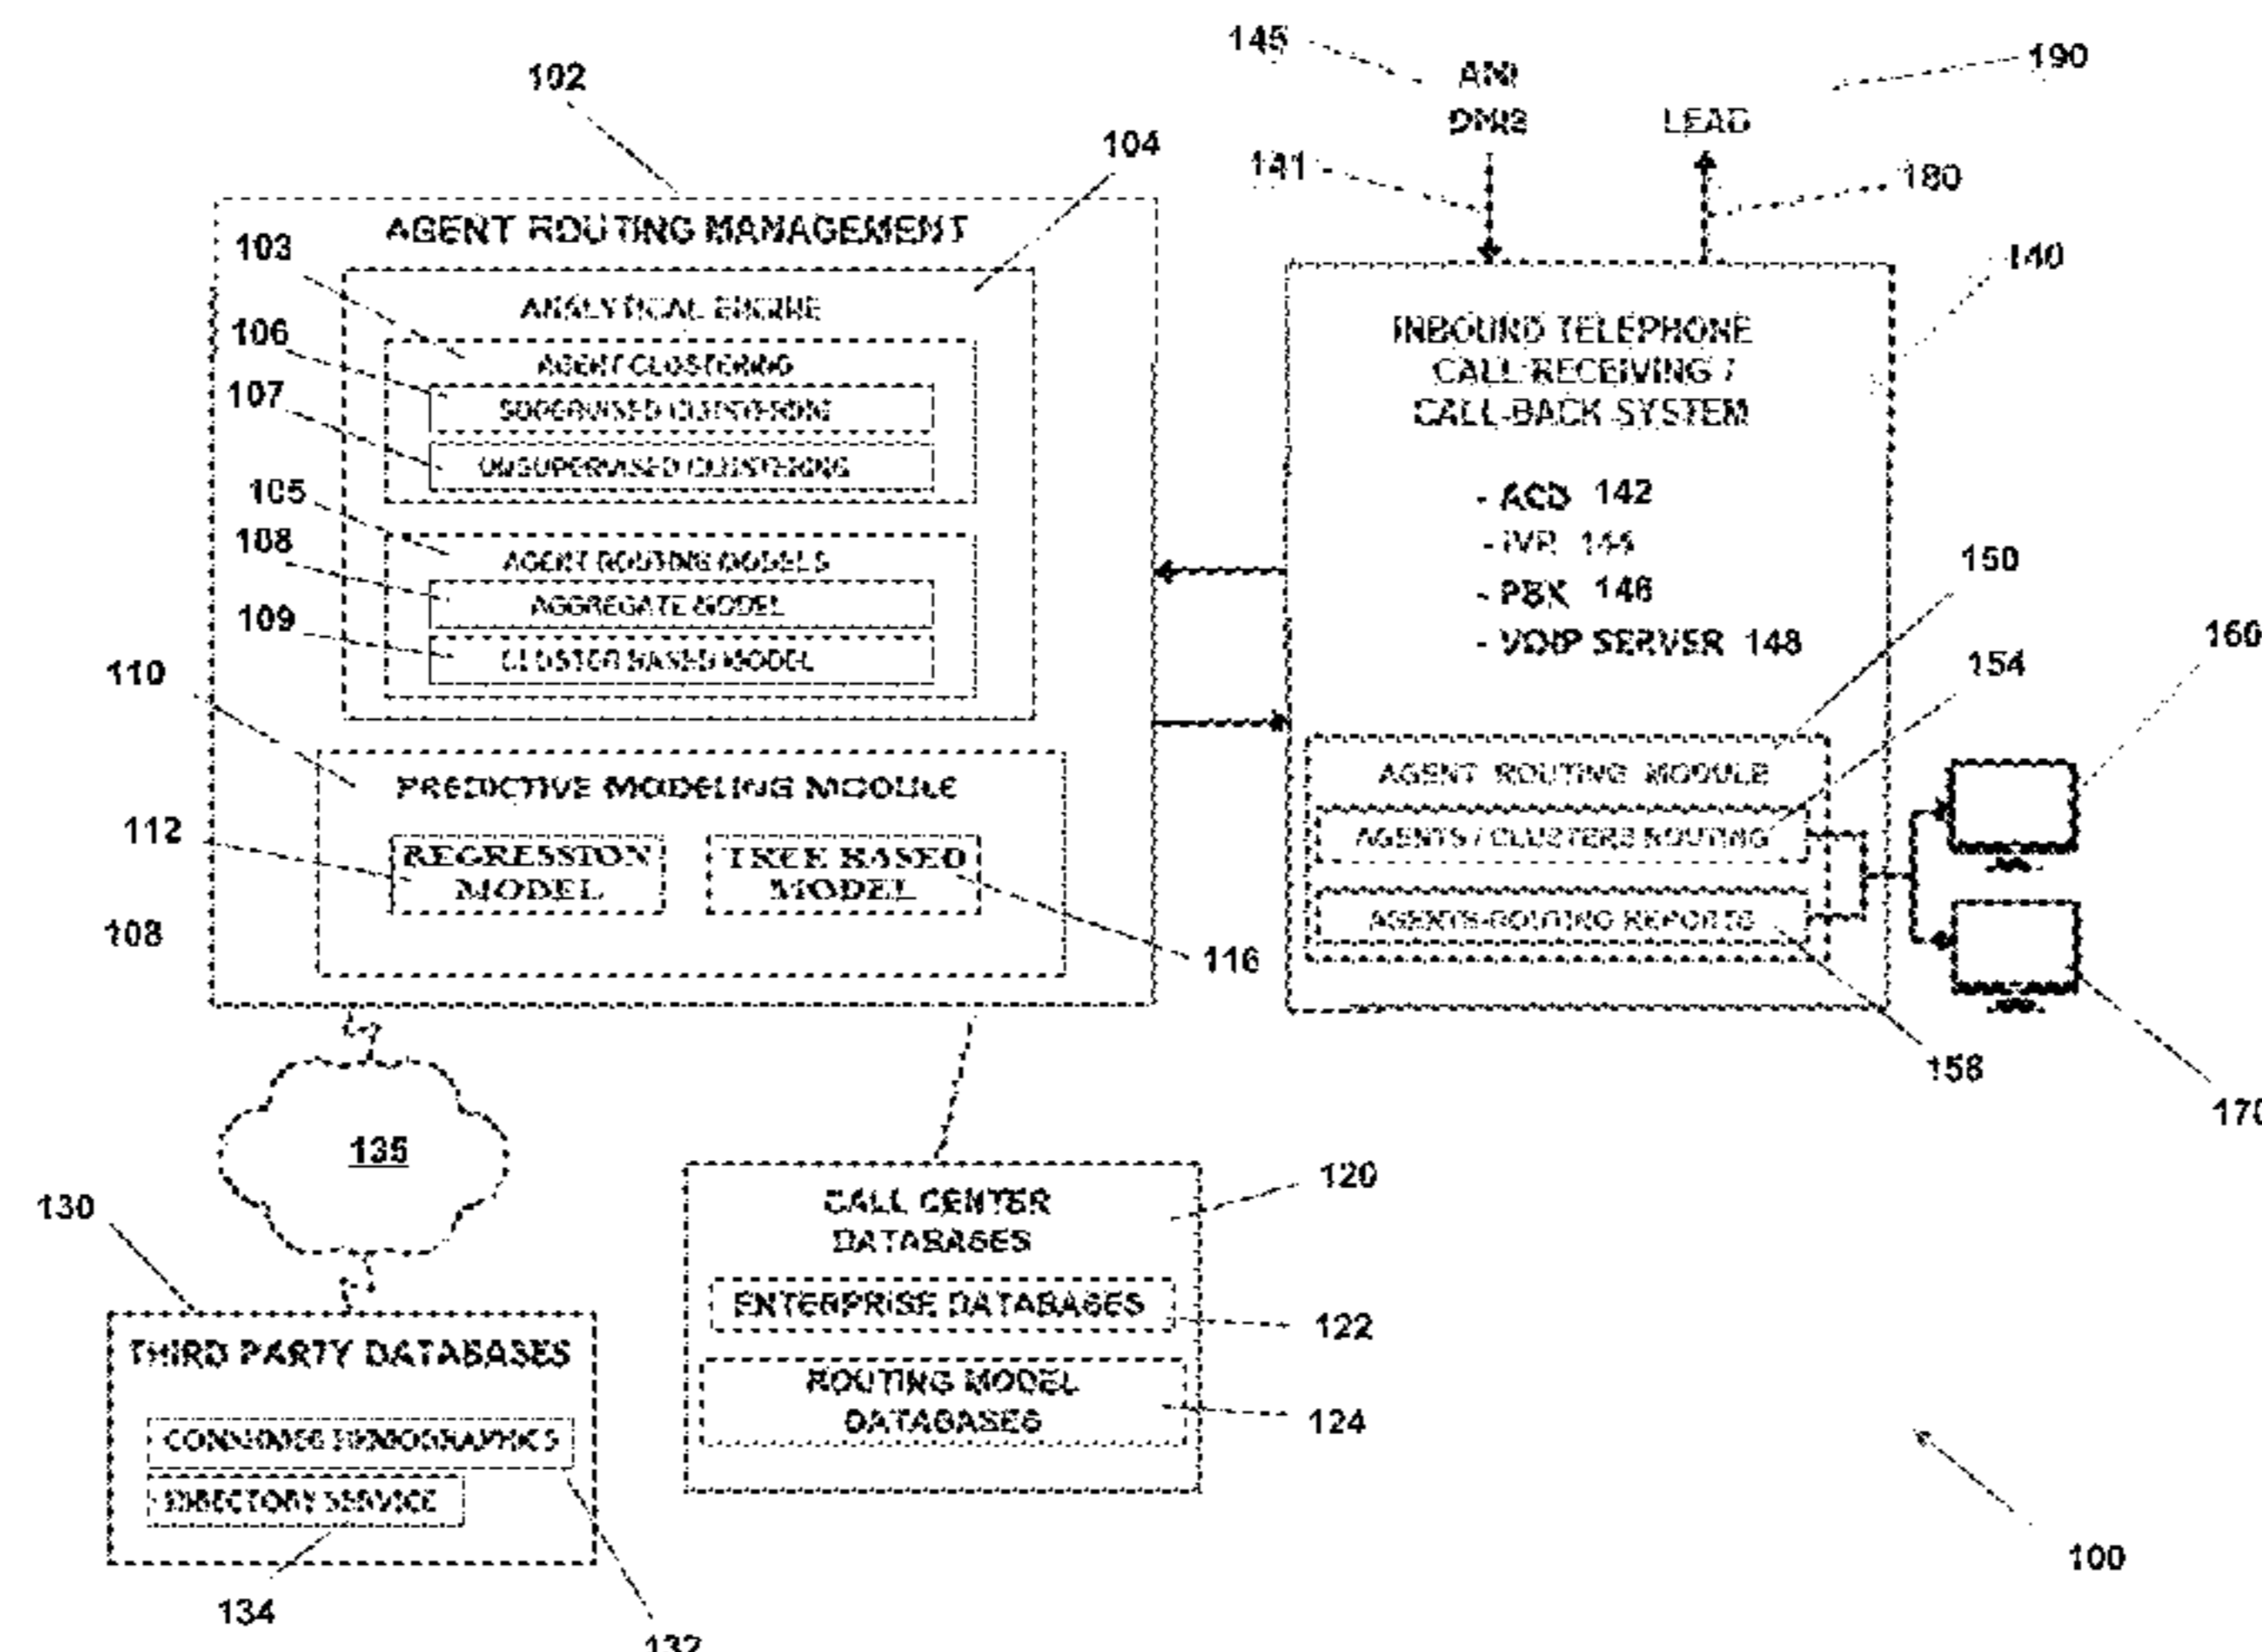 102
104
145
ANI
DNIS
LEAD
190
141
180
140
AGENT ROUTING MANAGEMENT
103
ANALYTICAL ENGINE
106
AGENT CLUSTERING
107
SUPERVISED CLUSTERING
UNSUPERVISED CLUSTERING
105
108
AGENT ROUTING MODELS
109
AGGREGATE MODEL
CLUSTER BASED MODEL
110
PREDICTIVE MODELING MODULE
112
REGRESSION
MODEL
TREE BASED
MODEL
108
116
INBOUND TELEPHONE
CALL RECEIVING /
CALL-BACK SYSTEM
- ACD 142
- IVR 144
- PBX 146
- VOIP SERVER 148
150
154
160
AGENT ROUTING MODULE
AGENTS / CLUSTERS ROUTING
AGENTS-ROUTING REPORTS
158
170
135
130
THIRD PARTY DATABASES
CONSUMER DEMOGRAPHICS
DIRECTORY SERVICE
134
132
CALL CENTER
DATABASES
120
ENTERPRISE DATABASES
122
ROUTING MODEL
DATABASES
124
100